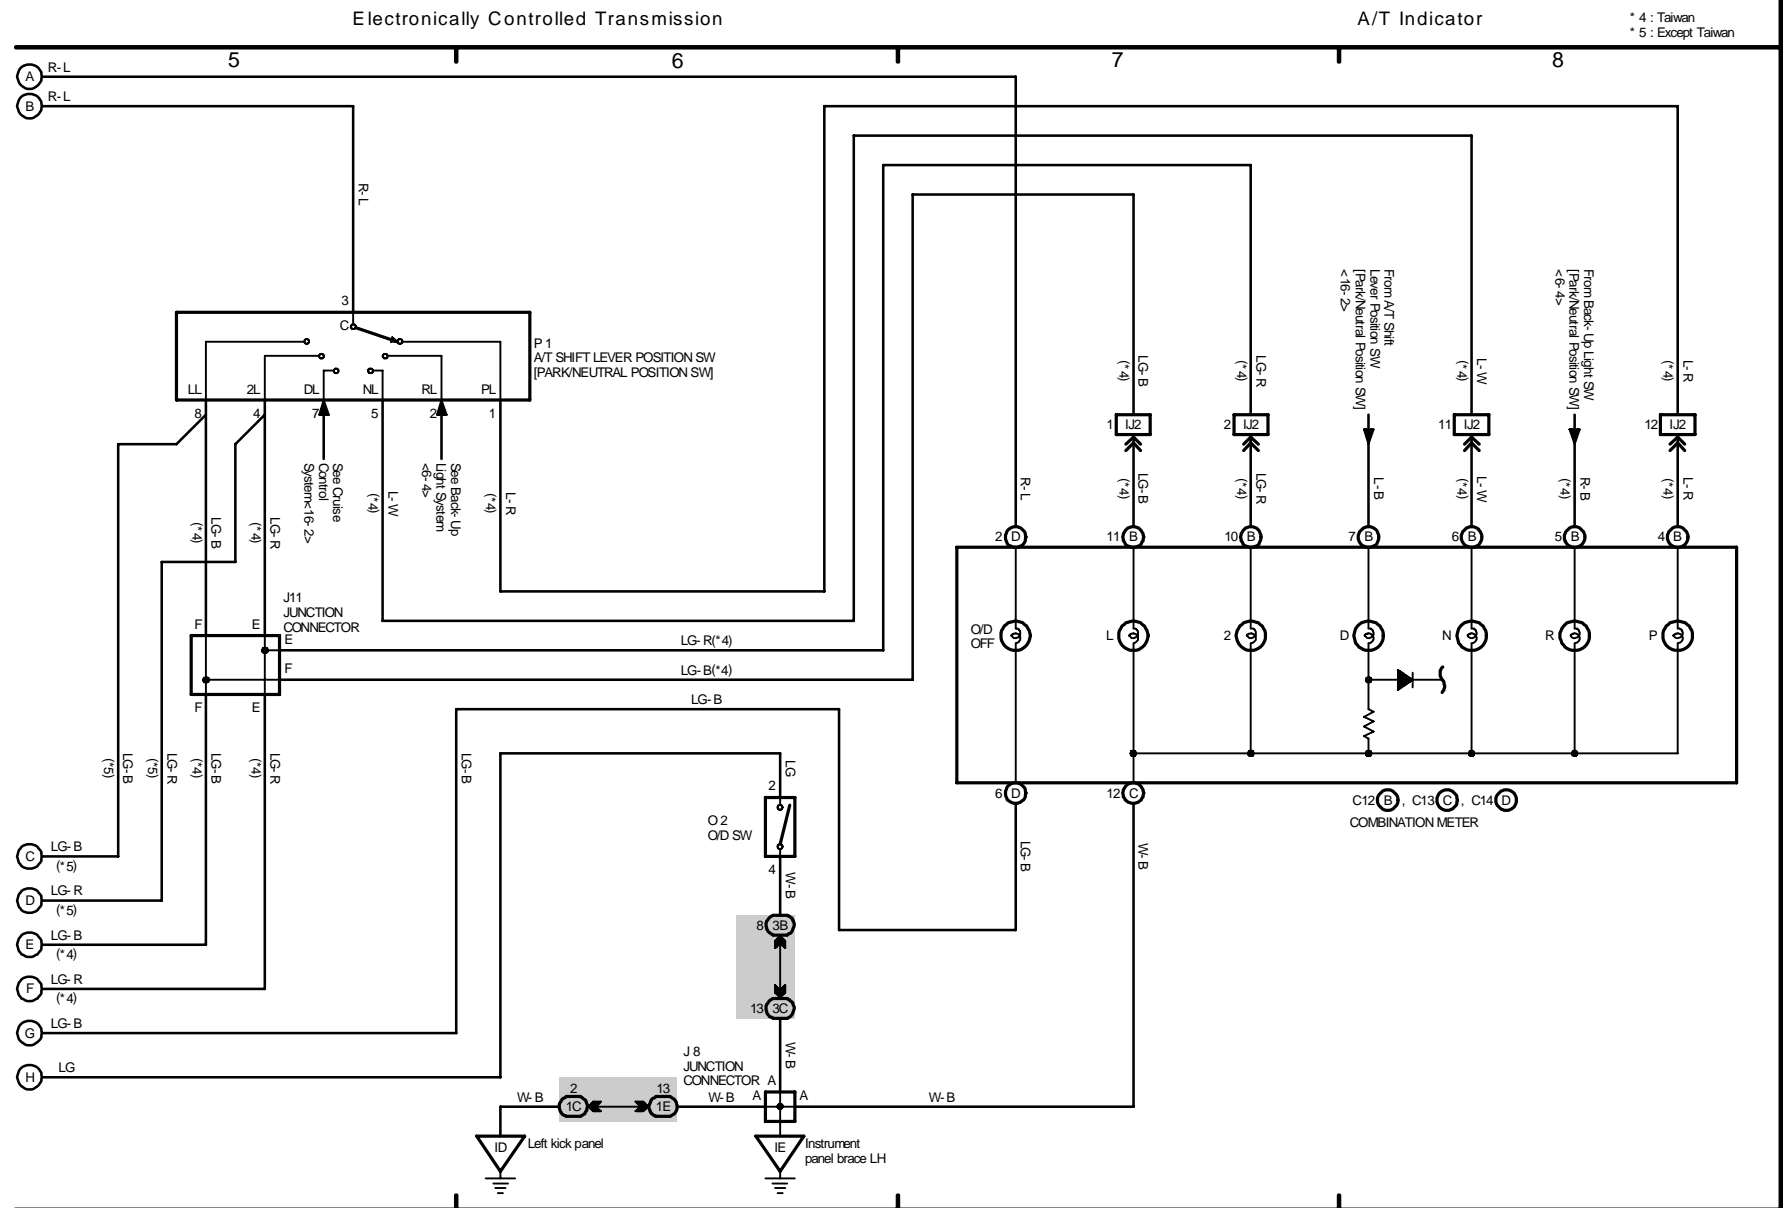 Electronically Controlled Transmission
A/T Indicator
* 4 : Taiwan
* 5 : Except Taiwan
5
6
7
8
A R-L
B R-L
R-L
3
C
P 1
A/T SHIFT LEVER POSITION SW
[PARK/NEUTRAL POSITION SW]
LL 2L DL NL RL PL
8 4 7 5 2 1
See Cruise
Control
System<16-2>
See Back-Up
Light System
<6-4>
L-W
(*4)
L-R
(*4)
LG-B
(*4)
LG-R
(*4)
J11
JUNCTION
CONNECTOR
F E
E
F
F E
LG-R(*4)
LG-B(*4)
LG-B
LG-B
(*5)
LG-R
(*5)
LG-B
(*4)
LG-R
(*4)
LG-B
LG
2
O 2
O/D SW
4
W-B
8 3B
13 3C
W-B
C LG-B
(*5)
D LG-R
(*5)
E LG-B
(*4)
F LG-R
(*4)
G LG-B
H LG
J 8
JUNCTION
CONNECTOR
A
A A
W-B
2
1C
13
1E
W-B
W-B
ID
Left kick panel
IE
Instrument
panel brace LH
LG-B
(*4)
LG-R
(*4)
From A/T Shift
Lever Position SW
[Park/Neutral Position SW]
<16-2>
L-W
(*4)
From Back-Up Light SW
[Park/Neutral Position SW]
<6-4>
L-R
(*4)
1 IJ2
2 IJ2
11 IJ2
12 IJ2
R-L
LG-B
(*4)
LG-R
(*4)
L-B
L-W
(*4)
R-B
(*4)
L-R
(*4)
2 D
11 B
10 B
7 B
6 B
5 B
4 B
O/D
OFF
L
2
D
N
R
P
6 D
12 C
LG-B
W-B
C12 B , C13 C , C14 D
COMBINATION METER